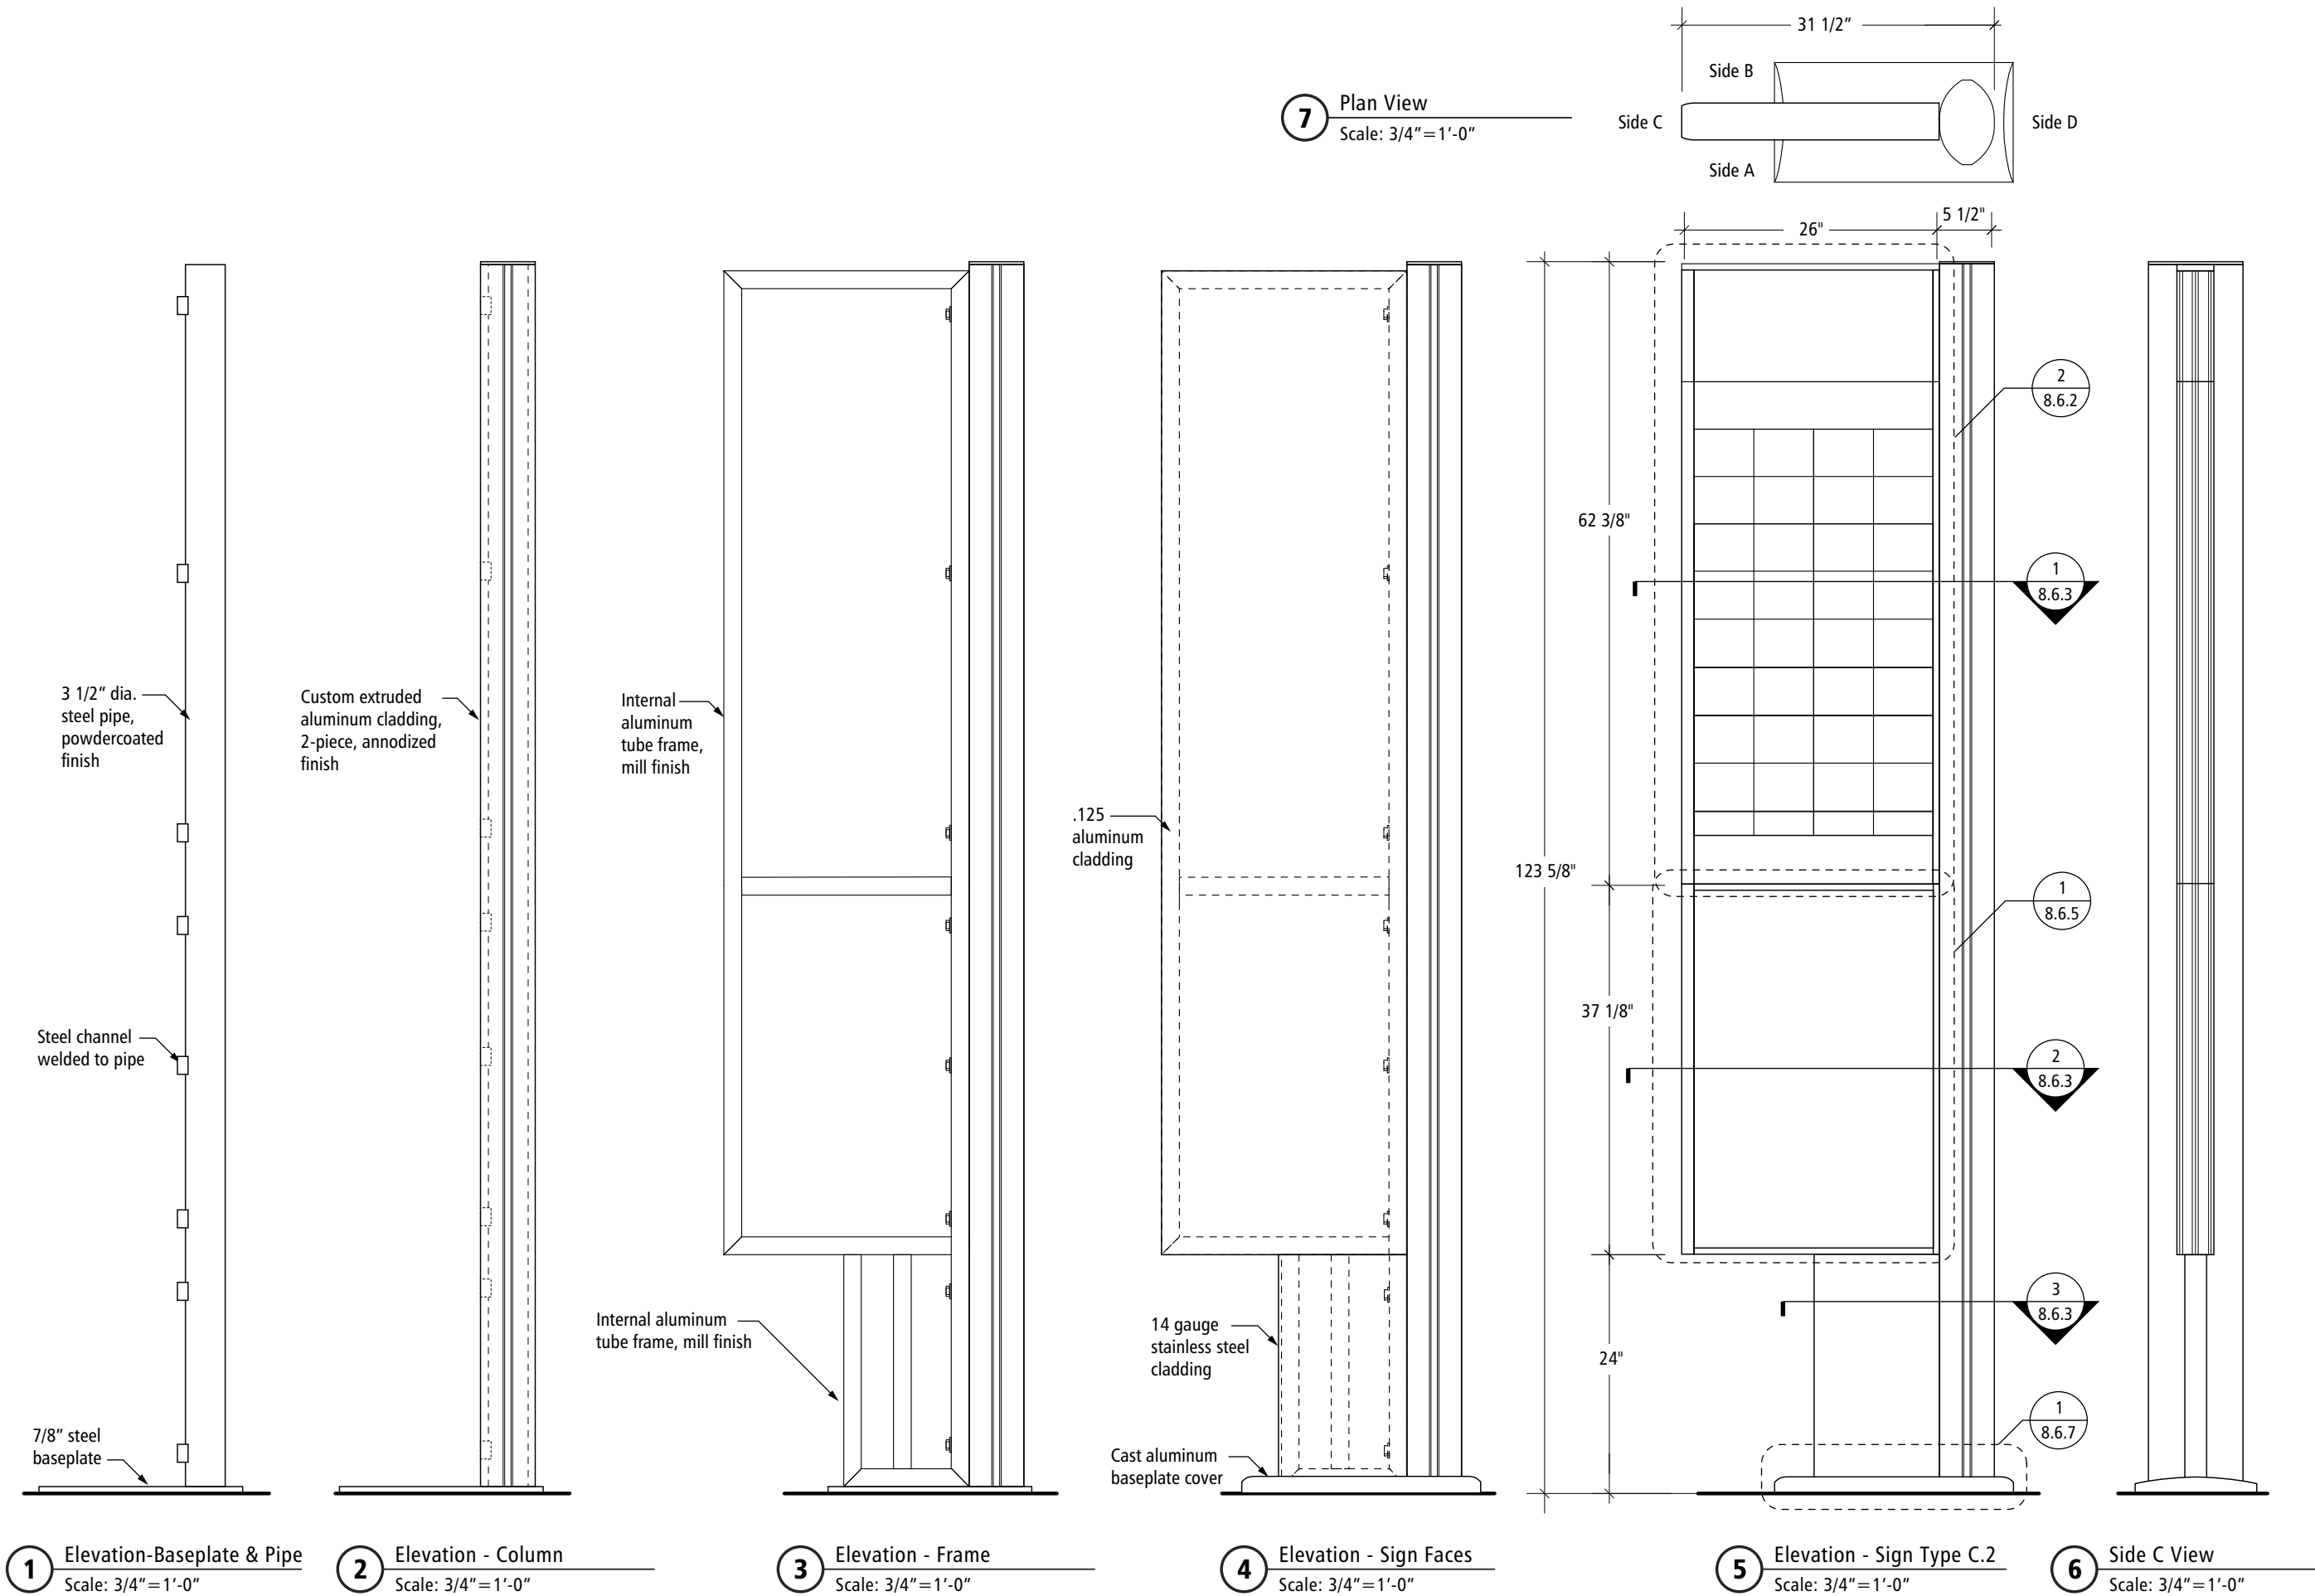 31 1/2”
Side B
Side C
Side D
Side A
7
Plan View
Scale: 3/4”=1’-0”
26"
5 1/2"
62 3/8"
123 5/8"
37 1/8"
24"
2
8.6.2
1
8.6.3
1
8.6.5
2
8.6.3
3
8.6.3
1
8.6.7
3 1/2” dia.
steel pipe,
powdercoated
finish
Steel channel
welded to pipe
7/8” steel
baseplate
Custom extruded
aluminum cladding,
2-piece, annodized
finish
Internal
aluminum
tube frame,
mill finish
Internal aluminum
tube frame, mill finish
.125
aluminum
cladding
14 gauge
stainless steel
cladding
Cast aluminum
baseplate cover
1
Elevation-Baseplate & Pipe
Scale: 3/4”=1’-0”
2
Elevation - Column
Scale: 3/4”=1’-0”
3
Elevation - Frame
Scale: 3/4”=1’-0”
4
Elevation - Sign Faces
Scale: 3/4”=1’-0”
5
Elevation - Sign Type C.2
Scale: 3/4”=1’-0”
6
Side C View
Scale: 3/4”=1’-0”